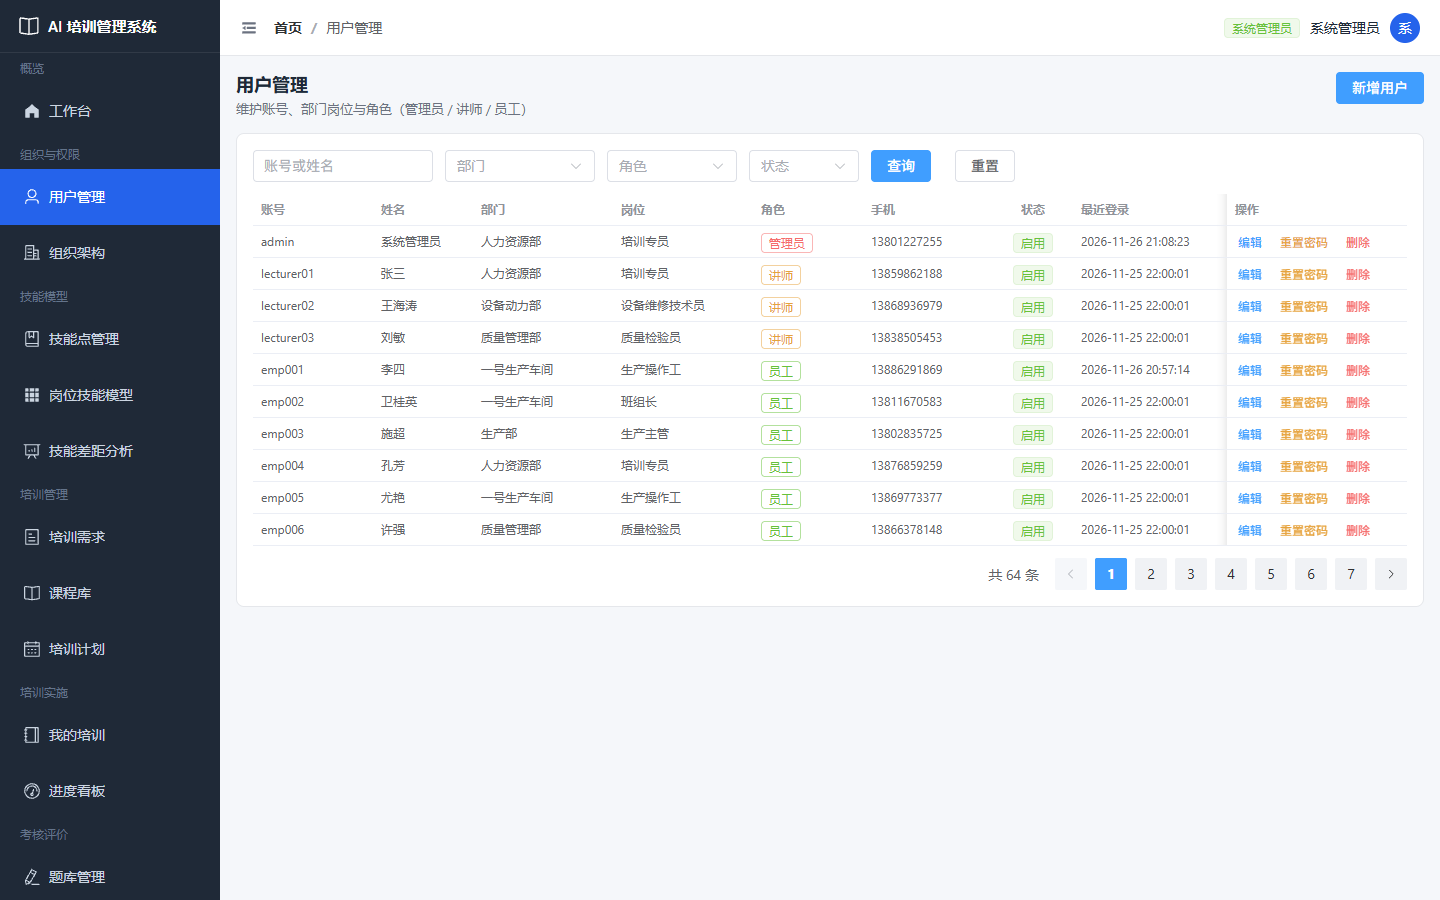 AI 培训管理系统
首页 / 用户管理
系统管理员 系统管理员 系
概览
工作台
组织与权限
用户管理
组织架构
技能模型
技能点管理
岗位技能模型
技能差距分析
培训管理
培训需求
课程库
培训计划
培训实施
我的培训
进度看板
考核评价
题库管理
用户管理
维护账号、部门岗位与角色（管理员 / 讲师 / 员工）
新增用户
账号或姓名 部门 角色 状态 查询 重置
账号 姓名 部门 岗位 角色 手机 状态 最近登录 操作
admin 系统管理员 人力资源部 培训专员 管理员 13801227255 启用 2026-11-26 21:08:23 编辑 重置密码 删除
lecturer01 张三 人力资源部 培训专员 讲师 13859862188 启用 2026-11-25 22:00:01 编辑 重置密码 删除
lecturer02 王海涛 设备动力部 设备维修技术员 讲师 13868936979 启用 2026-11-25 22:00:01 编辑 重置密码 删除
lecturer03 刘敏 质量管理部 质量检验员 讲师 13838505453 启用 2026-11-25 22:00:01 编辑 重置密码 删除
emp001 李四 一号生产车间 生产操作工 员工 13886291869 启用 2026-11-26 20:57:14 编辑 重置密码 删除
emp002 卫桂英 一号生产车间 班组长 员工 13811670583 启用 2026-11-25 22:00:01 编辑 重置密码 删除
emp003 施超 生产部 生产主管 员工 13802835725 启用 2026-11-25 22:00:01 编辑 重置密码 删除
emp004 孔芳 人力资源部 培训专员 员工 13876859259 启用 2026-11-25 22:00:01 编辑 重置密码 删除
emp005 尤艳 一号生产车间 生产操作工 员工 13869773377 启用 2026-11-25 22:00:01 编辑 重置密码 删除
emp006 许强 质量管理部 质量检验员 员工 13866378148 启用 2026-11-25 22:00:01 编辑 重置密码 删除
共 64 条 1 2 3 4 5 6 7